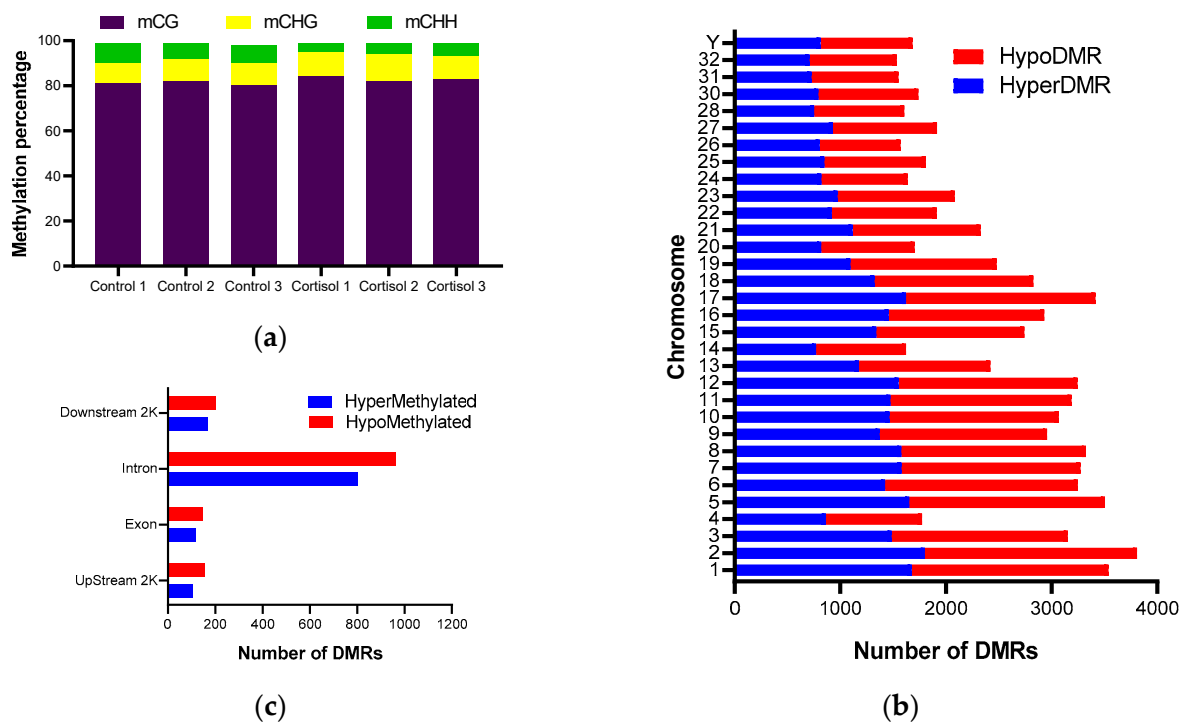 mCG mCHG mCHH
Methylation percentage
100
80
60
40
20
0
Control 1 Control 2 Control 3 Cortisol 1 Cortisol 2 Cortisol 3
(a)
HyperMethylated
HypoMethylated
Downstream 2K
Intron
Exon
UpStream 2K
0 200 400 600 800 1000 1200
Number of DMRs
(c)
HypoDMR
HyperDMR
Chromosome
Y
32
31
30
28
27
26
25
24
23
22
21
20
19
18
17
16
15
14
13
12
11
10
9
8
7
6
5
4
3
2
1
0 1000 2000 3000 4000
Number of DMRs
(b)